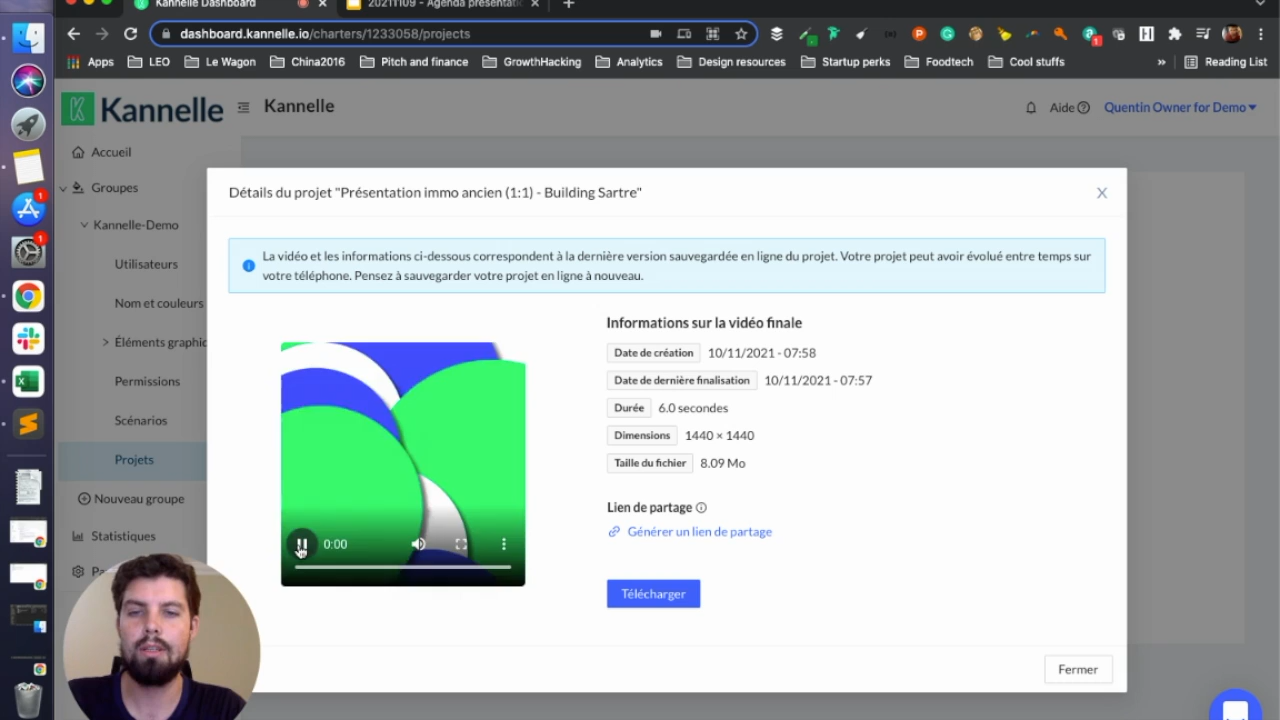 Kannelle Dashboard
20211109 - Agenda présentatio
dashboard.kannelle.io/charters/1233058/projects
Apps LEO Le Wagon China2016 Pitch and finance GrowthHacking Analytics Design resources Startup perks Foodtech Cool stuffs » Reading List
Kannelle
Kannelle
Aide
Quentin Owner for Demo
Accueil
Groupes
Kannelle-Demo
Utilisateurs
Nom et couleurs
Éléments graphic
Permissions
Scénarios
Projets
Nouveau groupe
Statistiques
Pa
Détails du projet "Présentation immo ancien (1:1) - Building Sartre"
La vidéo et les informations ci-dessous correspondent à la dernière version sauvegardée en ligne du projet. Votre projet peut avoir évolué entre temps sur
votre téléphone. Pensez à sauvegarder votre projet en ligne à nouveau.
0:00
Informations sur la vidéo finale
Date de création 10/11/2021 - 07:58
Date de dernière finalisation 10/11/2021 - 07:57
Durée 6.0 secondes
Dimensions 1440 × 1440
Taille du fichier 8.09 Mo
Lien de partage
Générer un lien de partage
Télécharger
Fermer